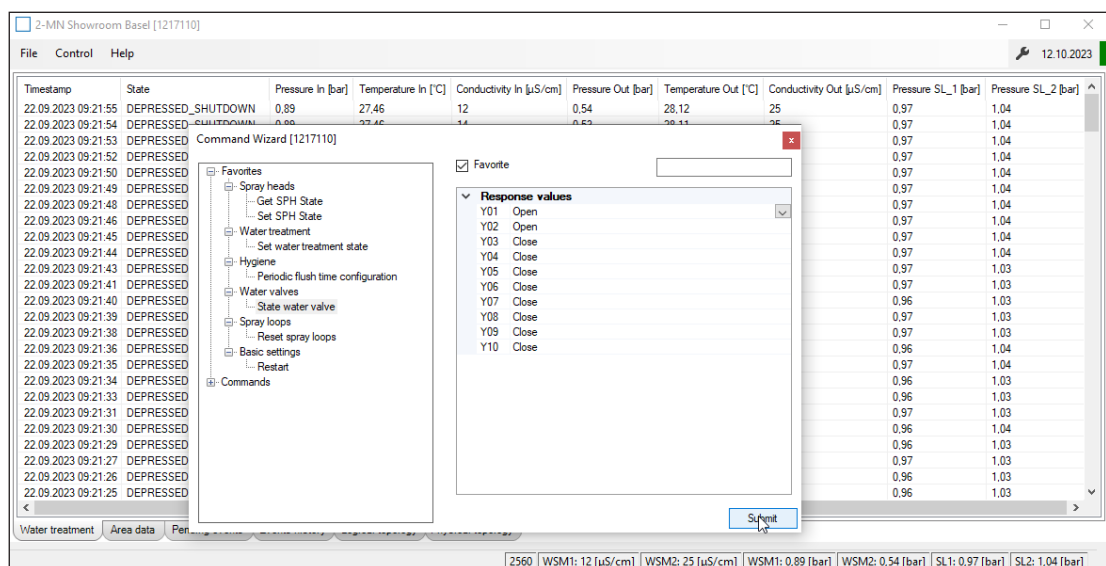 2-MN Showroom Basel [1217110]
File Control Help 12.10.2023
Timestamp State Pressure In [bar] Temperature In [°C] Conductivity In [µS/cm] Pressure Out [bar] Temperature Out [°C] Conductivity Out [µS/cm] Pressure SL_1 [bar] Pressure SL_2 [bar]
22.09.2023 09:21:55 DEPRESSED_SHUTDOWN 0,89 27,46 12 0,54 28,12 25 0,97 1,04
22.09.2023 09:21:54 DEPRESSED_SHUTDOWN 0,89 27,46 14 0,53 28,11 25 0,97 1,04
22.09.2023 09:21:53 DEPRESSED 0,97 1,04
22.09.2023 09:21:52 DEPRESSED 0,97 1,04
22.09.2023 09:21:50 DEPRESSED 0,97 1,04
22.09.2023 09:21:49 DEPRESSED 0,97 1,04
22.09.2023 09:21:48 DEPRESSED 0,97 1,04
22.09.2023 09:21:46 DEPRESSED 0,97 1,04
22.09.2023 09:21:45 DEPRESSED 0,97 1,04
22.09.2023 09:21:44 DEPRESSED 0,97 1,04
22.09.2023 09:21:43 DEPRESSED 0,97 1,03
22.09.2023 09:21:41 DEPRESSED 0,97 1,03
22.09.2023 09:21:40 DEPRESSED 0,96 1,03
22.09.2023 09:21:39 DEPRESSED 0,97 1,03
22.09.2023 09:21:38 DEPRESSED 0,97 1,03
22.09.2023 09:21:36 DEPRESSED 0,96 1,04
22.09.2023 09:21:35 DEPRESSED 0,97 1,04
22.09.2023 09:21:34 DEPRESSED 0,96 1,03
22.09.2023 09:21:33 DEPRESSED 0,96 1,03
22.09.2023 09:21:31 DEPRESSED 0,97 1,03
22.09.2023 09:21:30 DEPRESSED 0,96 1,04
22.09.2023 09:21:29 DEPRESSED 0,96 1,03
22.09.2023 09:21:27 DEPRESSED 0,97 1,03
22.09.2023 09:21:26 DEPRESSED 0,96 1,03
22.09.2023 09:21:25 DEPRESSED 0,96 1,03
Command Wizard [1217110]
Favorites
Spray heads
Get SPH State
Set SPH State
Water treatment
Set water treatment state
Hygiene
Periodic flush time configuration
Water valves
State water valve
Spray loops
Reset spray loops
Basic settings
Restart
Commands
Favorite
Response values
Y01 Open
Y02 Open
Y03 Close
Y04 Close
Y05 Close
Y06 Close
Y07 Close
Y08 Close
Y09 Close
Y10 Close
Submit
Water treatment Area data
2560 WSM1: 12 [µS/cm] WSM2: 25 [µS/cm] WSM1: 0,89 [bar] WSM2: 0,54 [bar] SL1: 0,97 [bar] SL2: 1,04 [bar]